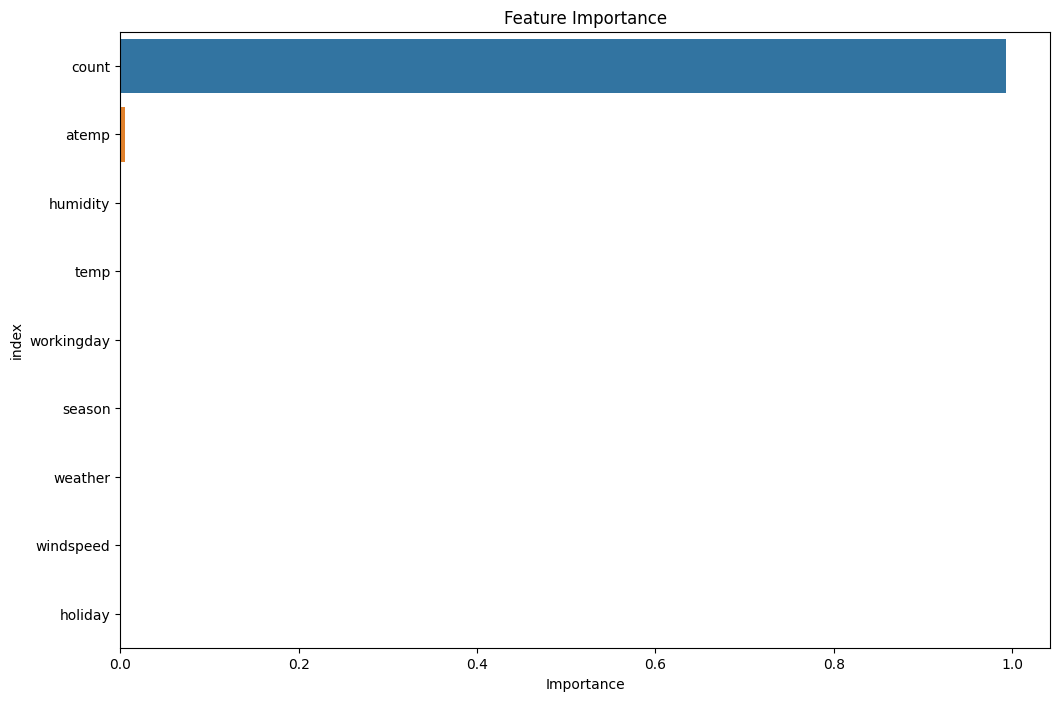 Feature Importance
count
atemp
humidity
temp
workingday
season
weather
windspeed
holiday
index
0.0 0.2 0.4 0.6 0.8 1.0
Importance